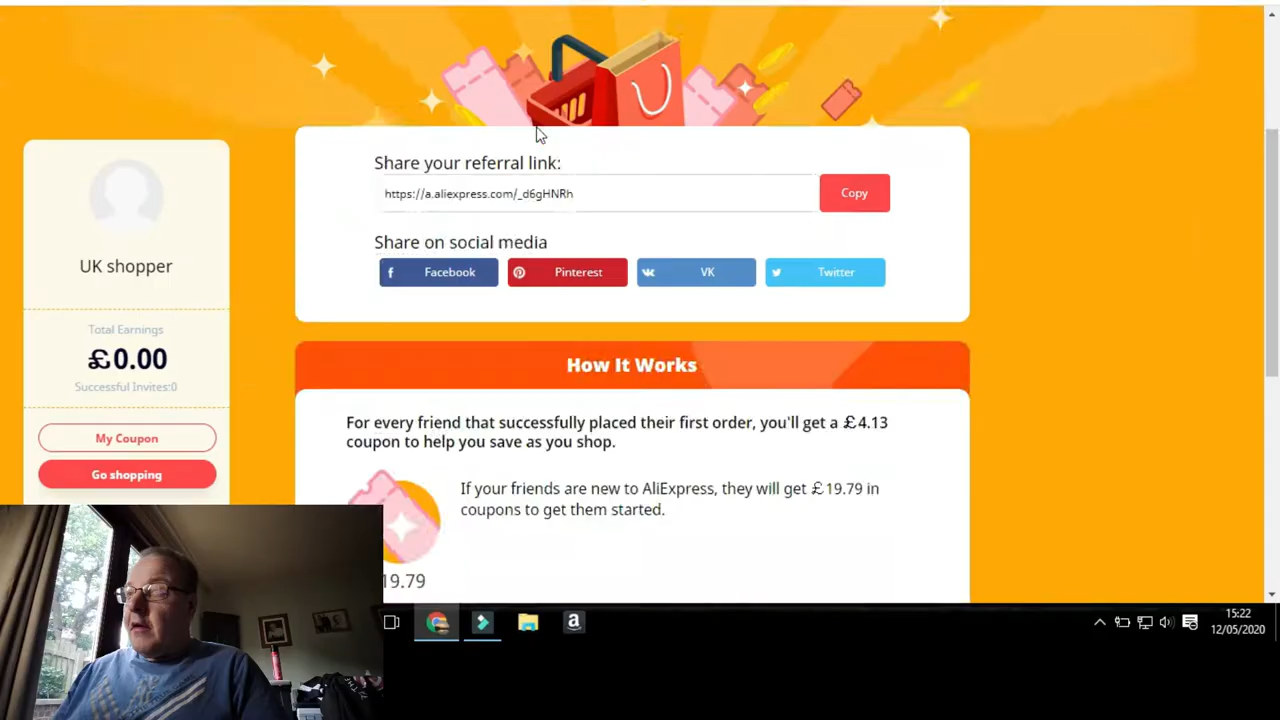 Share your referral link:
https://a.aliexpress.com/_d6gHNRh
Copy
Share on social media
Facebook
Pinterest
VK
Twitter
UK shopper
Total Earnings
£0.00
Successful Invites:0
My Coupon
Go shopping
How It Works
For every friend that successfully placed their first order, you'll get a £4.13
coupon to help you save as you shop.
If your friends are new to AliExpress, they will get £19.79 in
coupons to get them started.
19.79
15:22
12/05/2020